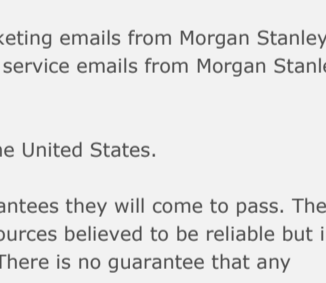 keting emails from Morgan Stanley
service emails from Morgan Stanle
he United States.
antees they will come to pass. The
ources believed to be reliable but i
There is no guarantee that any